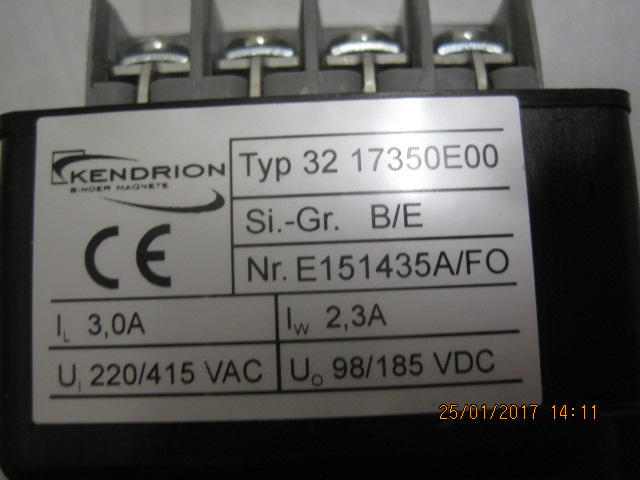 KENDRION
BINDER MAGNETE
Typ 32 17350E00
Si.-Gr. B/E
CE
Nr. E151435A/FO
IL 3,0A
IW 2,3A
UI 220/415 VAC
UO 98/185 VDC
25/01/2017 14:11